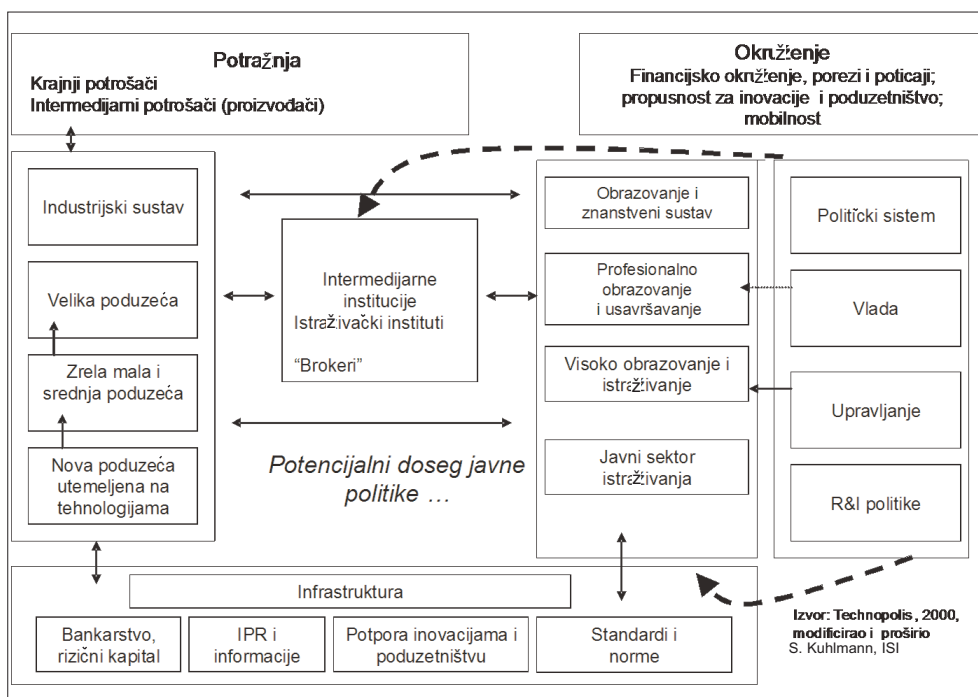 Potražnja
Krajnji potrošači
Intermedijarni potrošači (proizvođači)
Okruženje
Financijsko okruženje, porezi i poticaji;
propusnost za inovacije i poduzetništvo;
mobilnost
Industrijski sustav
Velika poduzeća
Zrela mala i
srednja poduzeća
Nova poduzeća
utemeljena na
tehnologijama
Intermedijarne
institucije
Istraživački instituti
“Brokeri”
Potencijalni doseg javne
politike …
Obrazovanje i
znanstveni sustav
Profesionalno
obrazovanje
i usavršavanje
Visoko obrazovanje i
istraživanje
Javni sektor
istraživanja
Politički sistem
Vlada
Upravljanje
R&I politike
Infrastruktura
Bankarstvo,
rizični kapital
IPR i
informacije
Potpora inovacijama i
poduzetništvu
Standardi i
norme
Izvor: Technopolis, 2000,
modificirao i proširio
S. Kuhlmann, ISI